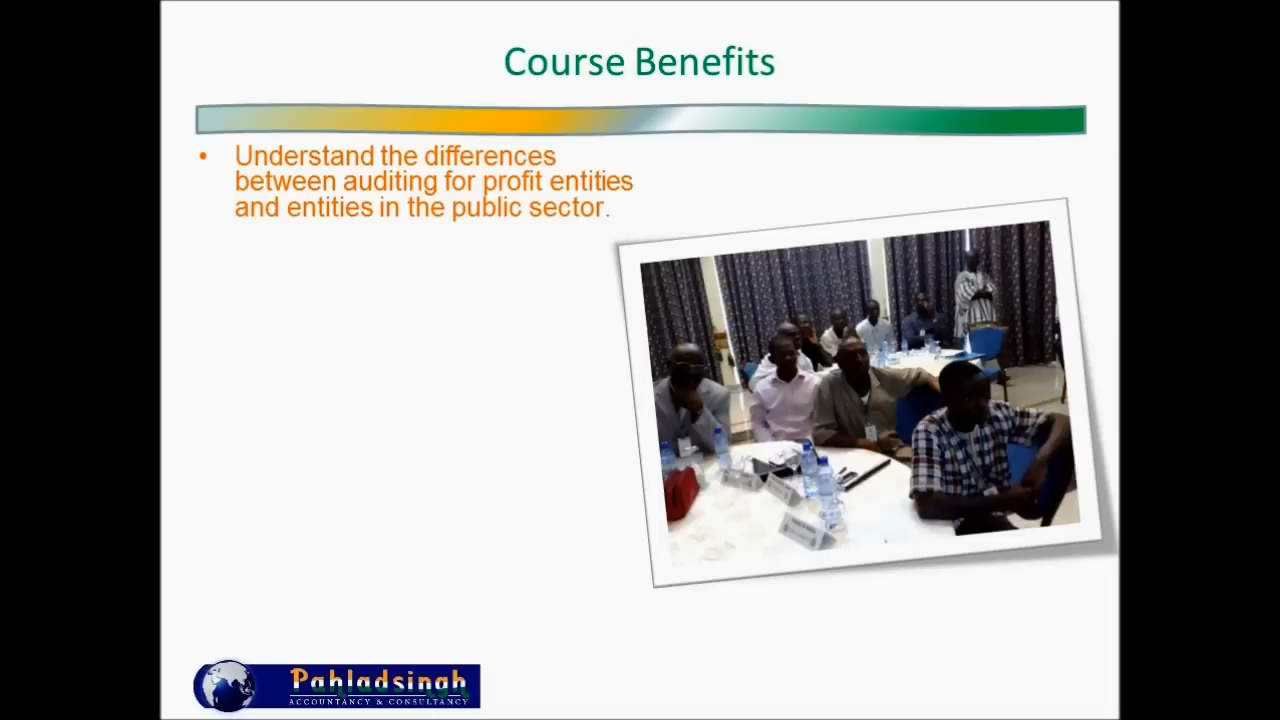 Course Benefits
• Understand the differences
between auditing for profit entities
and entities in the public sector.
Pahladsingh
ACCOUNTANCY & CONSULTANCY